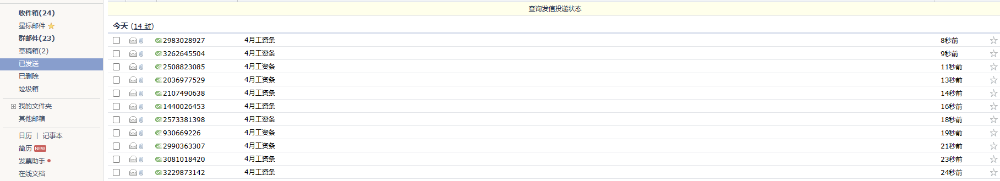 收件箱(24)
星标邮件
群邮件(23)
草稿箱(2)
已发送
已删除
垃圾箱
我的文件夹
其他邮箱
日历 | 记事本
简历 NEW
发票助手
在线文档
查询发信投递状态
今天 (14 封)
2983028927 4月工资条 8秒前
3262645504 4月工资条 9秒前
2508823085 4月工资条 11秒前
2036977529 4月工资条 13秒前
2107490638 4月工资条 14秒前
1440026453 4月工资条 16秒前
2573381398 4月工资条 18秒前
930669226 4月工资条 19秒前
2990363307 4月工资条 21秒前
3081018420 4月工资条 23秒前
3229873142 4月工资条 24秒前